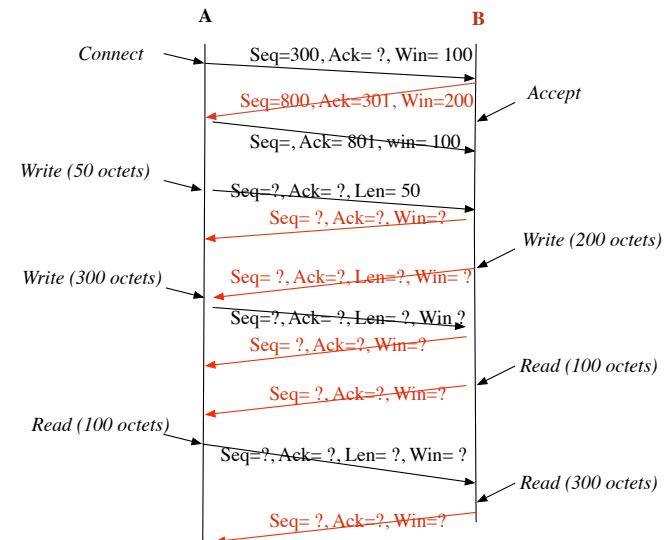 A
B
Connect
Seq=300, Ack= ?, Win= 100
Seq=800, Ack=301, Win=200
Accept
Seq=, Ack= 801, win= 100
Write (50 octets)
Seq=?, Ack= ?, Len= 50
Seq= ?, Ack=?, Win=?
Write (200 octets)
Seq= ?, Ack=?, Len=?, Win= ?
Write (300 octets)
Seq=?, Ack= ?, Len= ?, Win ?
Seq= ?, Ack=?, Win=?
Read (100 octets)
Seq= ?, Ack=?, Win=?
Read (100 octets)
Seq=?, Ack= ?, Len= ?, Win= ?
Read (300 octets)
Seq= ?, Ack=?, Win=?